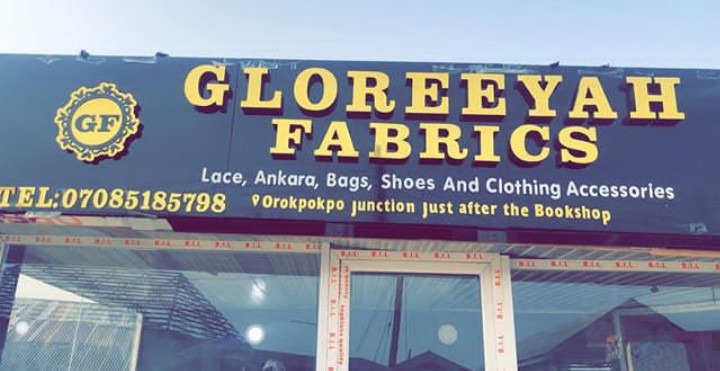 GF
GLOREEYAH
FABRICS
Lace, Ankara, Bags, Shoes And Clothing Accessories
TEL:07085185798
Orokpokpo junction Just after the Bookshop